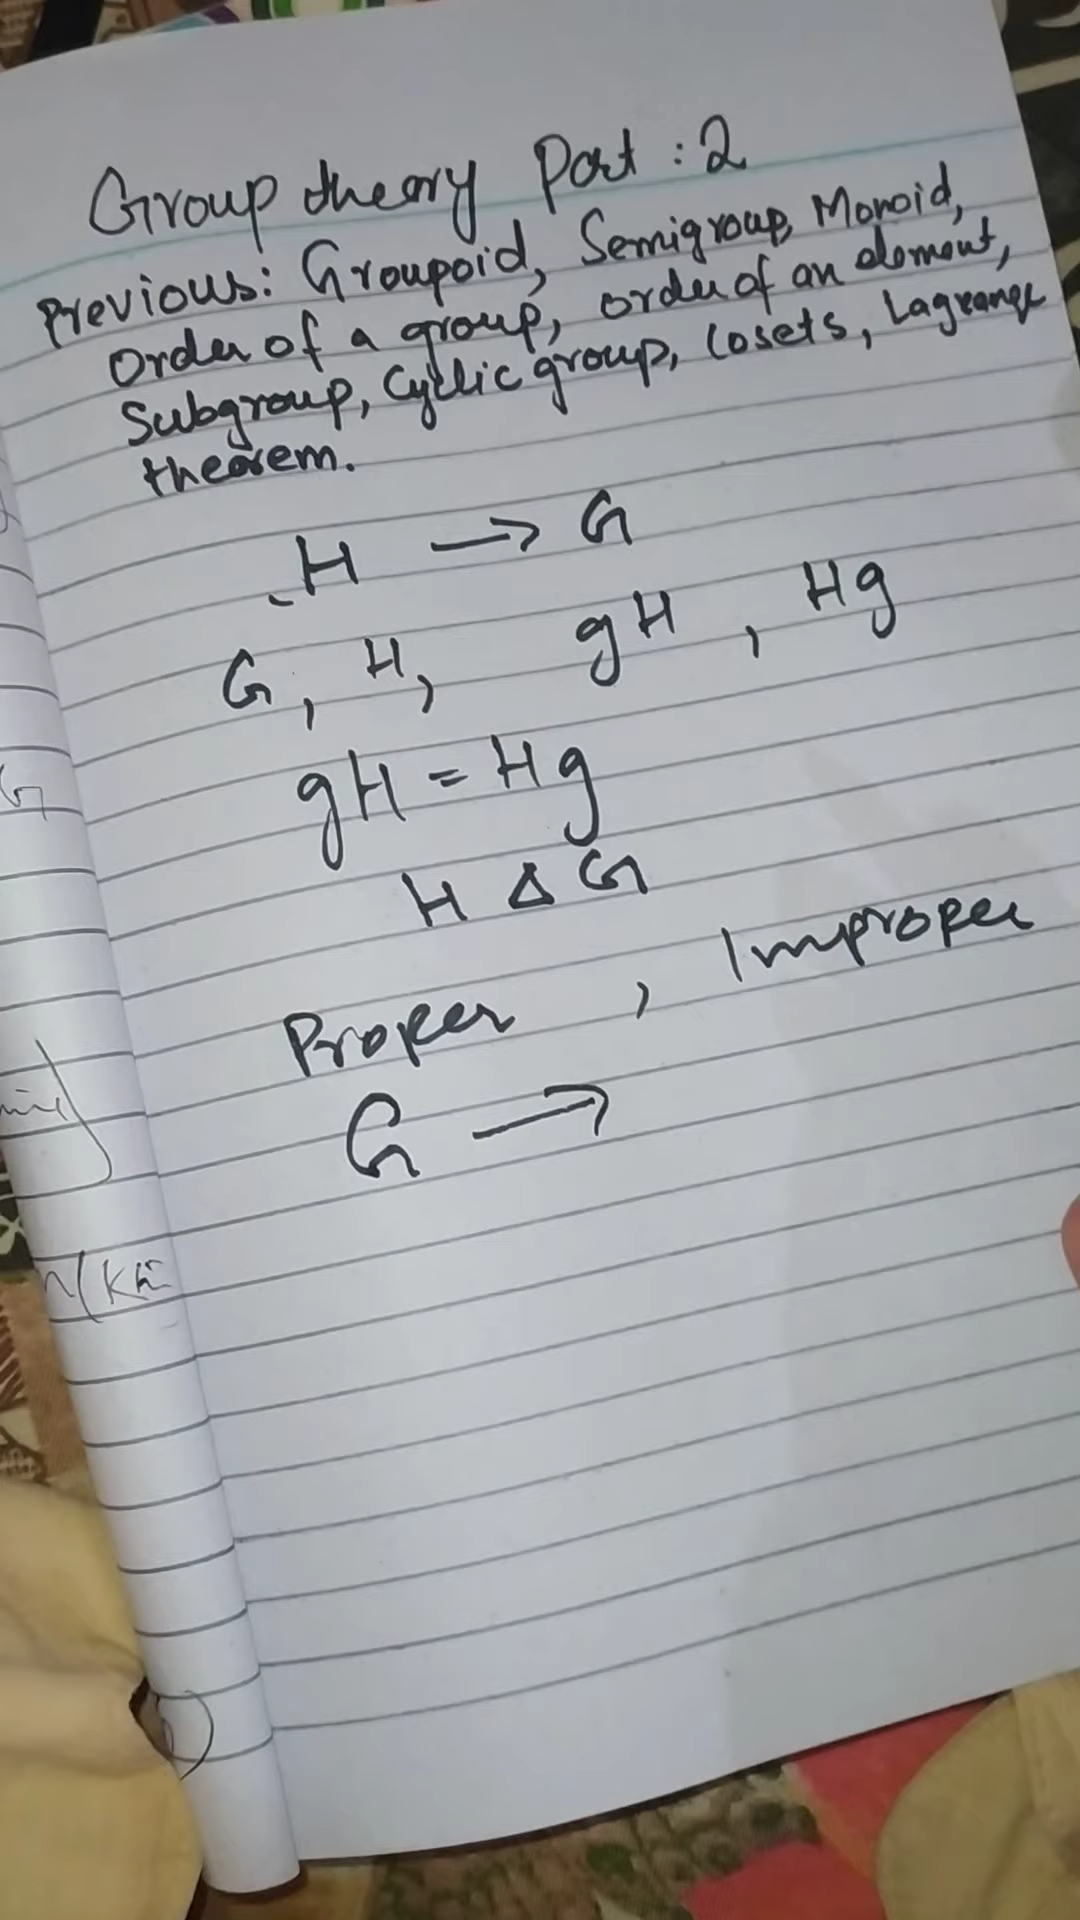 Group theory Part : 2
Previous: Groupoid, Semigroup, Monoid,
Order of a group, order of an element,
Subgroup, Cyclic group, Cosets, Lagrange
theorem.
H → G
G, H, gH, Hg
gH = Hg
H Δ G
Proper, Improper
G →
G